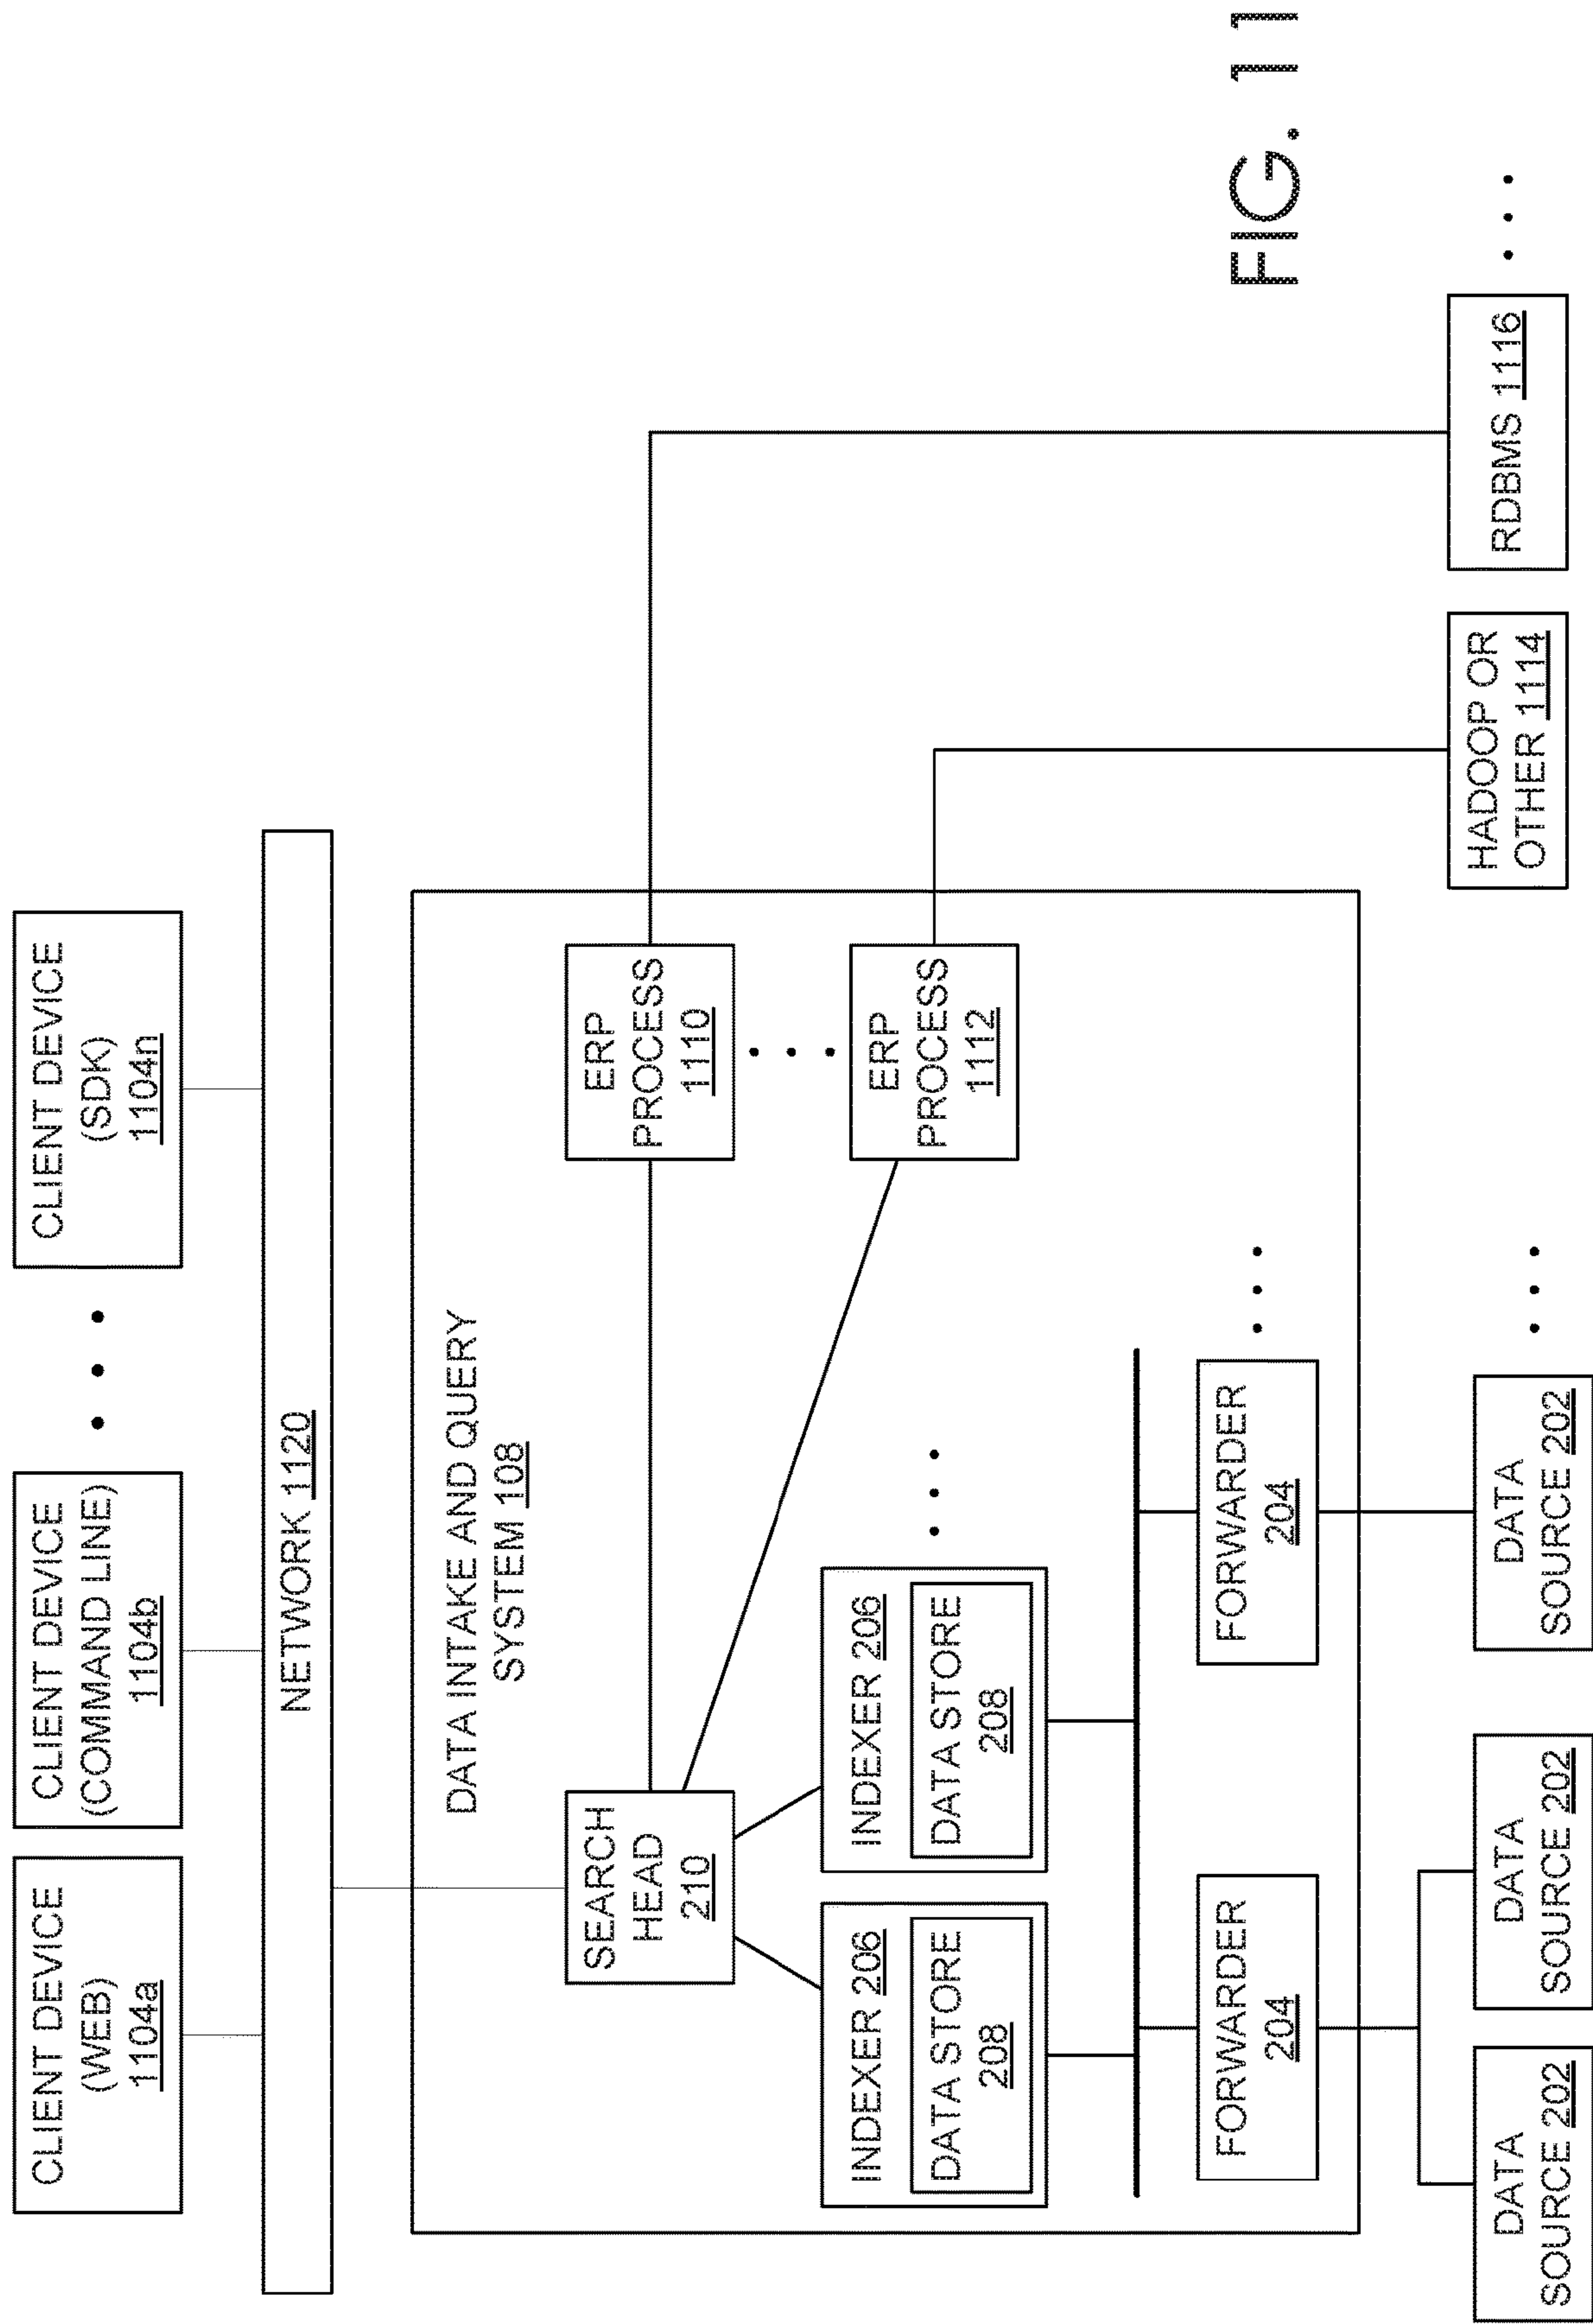 CLIENT DEVICE
(WEB)
1104a
CLIENT DEVICE
(COMMAND LINE)
1104b
CLIENT DEVICE
(SDK)
1104n
NETWORK 1120
DATA INTAKE AND QUERY
SYSTEM 108
SEARCH
HEAD
210
ERP
PROCESS
1110
ERP
PROCESS
1112
INDEXER 206
DATA STORE
208
INDEXER 206
DATA STORE
208
FORWARDER
204
FORWARDER
204
DATA
SOURCE 202
DATA
SOURCE 202
DATA
SOURCE 202
HADOOP OR
OTHER 1114
RDBMS 1116
FIG. 11